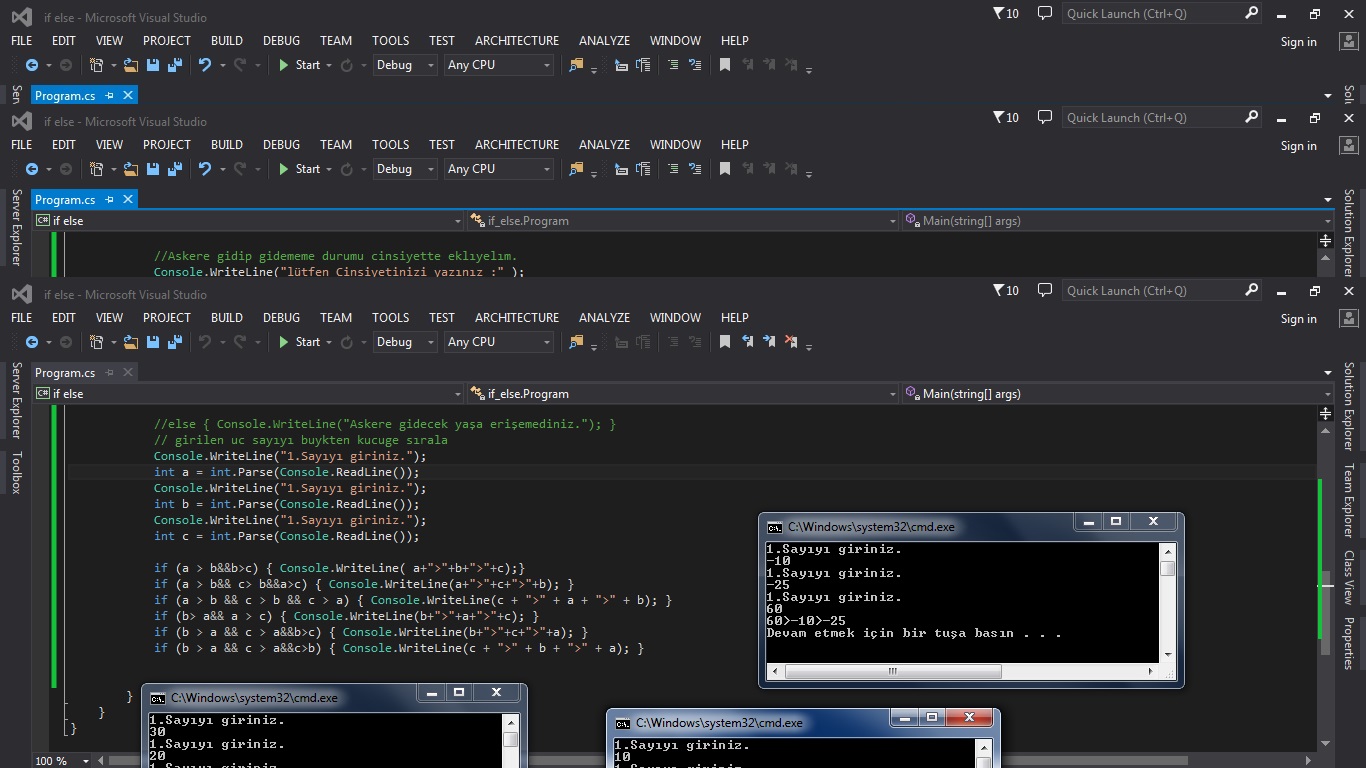 if else - Microsoft Visual Studio
10
Quick Launch (Ctrl+Q)
FILE EDIT VIEW PROJECT BUILD DEBUG TEAM TOOLS TEST ARCHITECTURE ANALYZE WINDOW HELP
Sign in
Start Debug Any CPU
Program.cs
if else - Microsoft Visual Studio
10
Quick Launch (Ctrl+Q)
FILE EDIT VIEW PROJECT BUILD DEBUG TEAM TOOLS TEST ARCHITECTURE ANALYZE WINDOW HELP
Sign in
Start Debug Any CPU
Program.cs
Server Explorer
Solution Explorer
if else if_else.Program Main(string[] args)
//Askere gidip gidememe durumu cinsiyette eklıyelım.
Console.WriteLine("lütfen Cinsiyetinizi yazınız :" );
if else - Microsoft Visual Studio
10
Quick Launch (Ctrl+Q)
FILE EDIT VIEW PROJECT BUILD DEBUG TEAM TOOLS TEST ARCHITECTURE ANALYZE WINDOW HELP
Sign in
Start Debug Any CPU
Program.cs
Server Explorer
Toolbox
Solution Explorer
Team Explorer
Class View
Properties
if else if_else.Program Main(string[] args)
//else { Console.WriteLine("Askere gidecek yaşa erişemediniz."); }
// girilen uc sayıyı buykten kucuge sırala
Console.WriteLine("1.Sayıyı giriniz.");
int a = int.Parse(Console.ReadLine());
Console.WriteLine("1.Sayıyı giriniz.");
int b = int.Parse(Console.ReadLine());
Console.WriteLine("1.Sayıyı giriniz.");
int c = int.Parse(Console.ReadLine());
if (a > b&&b>c) { Console.WriteLine( a+">"+b+">"+c);}
if (a > b&& c> b&&a>c) { Console.WriteLine(a+">"+c+">"+b); }
if (a > b && c > b && c > a) { Console.WriteLine(c + ">" + a + ">" + b); }
if (b> a&& a > c) { Console.WriteLine(b+">"+a+">"+c); }
if (b > a && c > a&&b>c) { Console.WriteLine(b+">"+c+">"+a); }
if (b > a && c > a&&c>b) { Console.WriteLine(c + ">" + b + ">" + a); }
}
}
}
100 %
C:\Windows\system32\cmd.exe
1.Sayıyı giriniz.
-10
1.Sayıyı giriniz.
-25
1.Sayıyı giriniz.
60
60>-10>-25
Devam etmek için bir tuşa basın . . .
C:\Windows\system32\cmd.exe
1.Sayıyı giriniz.
30
1.Sayıyı giriniz.
20
C:\Windows\system32\cmd.exe
1.Sayıyı giriniz.
10